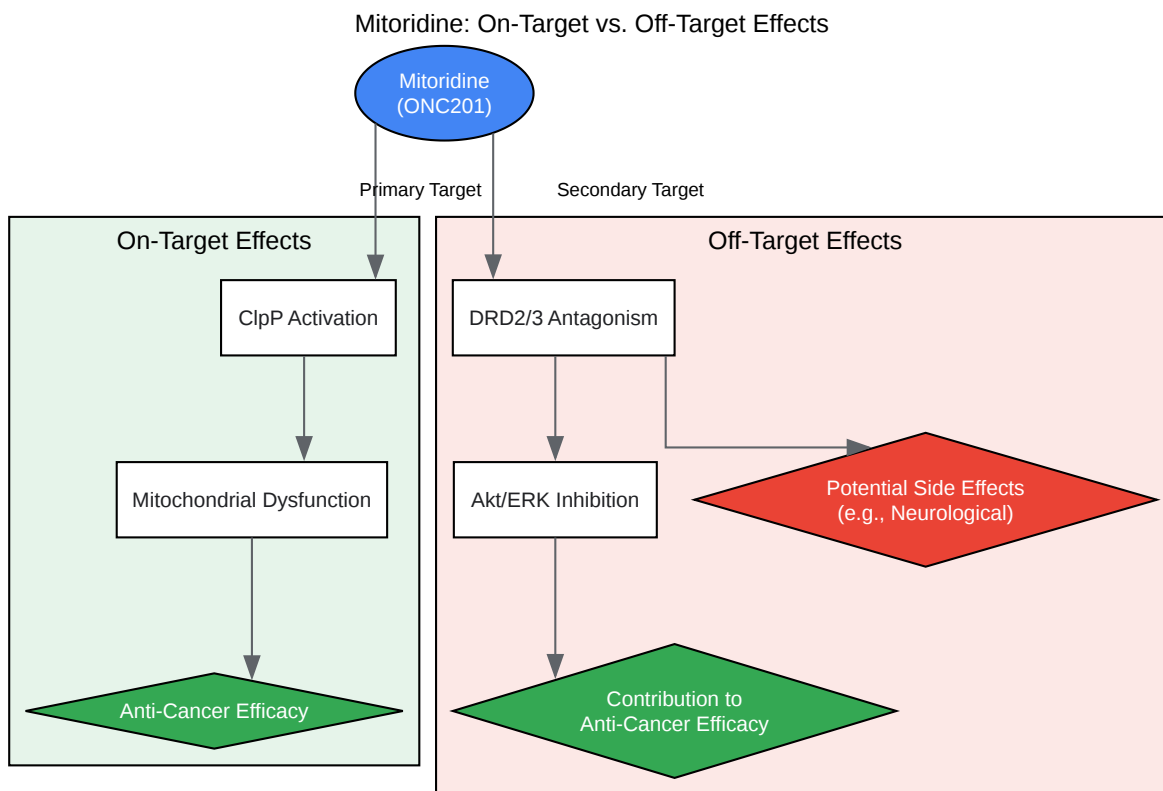 Mitoridine: On-Target vs. Off-Target Effects
Mitoridine
(ONC201)
Primary Target
Secondary Target
On-Target Effects
Off-Target Effects
ClpP Activation
DRD2/3 Antagonism
Mitochondrial Dysfunction
Akt/ERK Inhibition
Potential Side Effects
(e.g., Neurological)
Anti-Cancer Efficacy
Contribution to
Anti-Cancer Efficacy